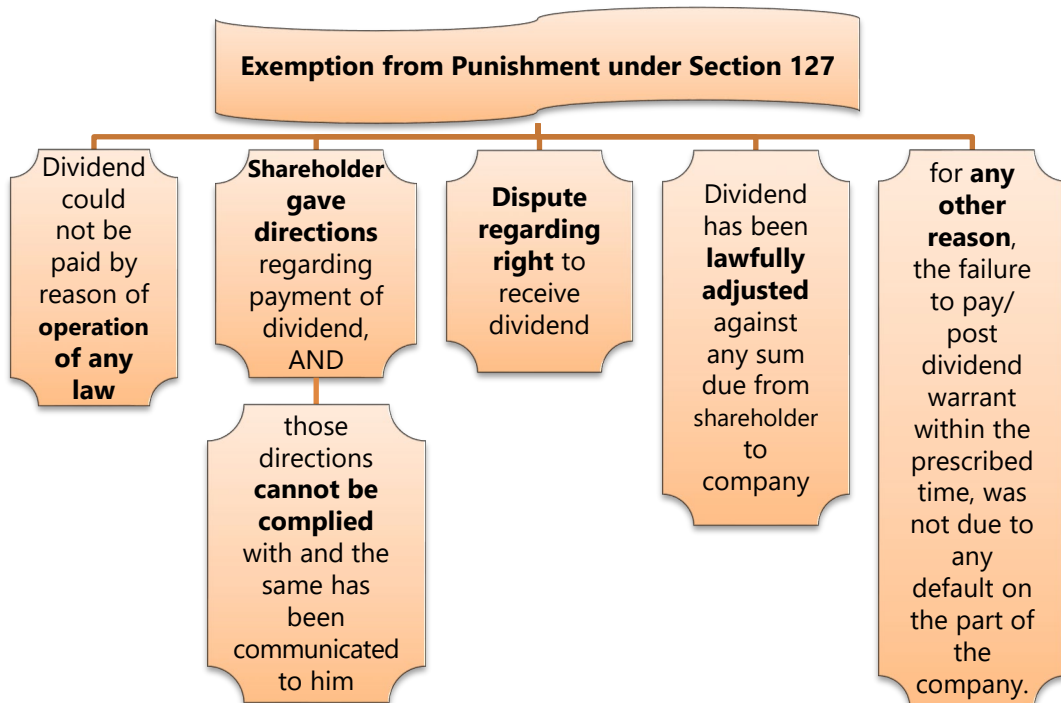 Exemption from Punishment under Section 127
Dividend
could
not be
paid by
reason of
operation
of any
law
Shareholder
gave
directions
regarding
payment of
dividend,
AND
those
directions
cannot be
complied
with and the
same has
been
communicated
to him
Dispute
regarding
right to
receive
dividend
Dividend
has been
lawfully
adjusted
against
any sum
due from
shareholder
to
company
for any
other
reason,
the failure
to pay/
post
dividend
warrant
within the
prescribed
time, was
not due to
any
default on
the part of
the
company.